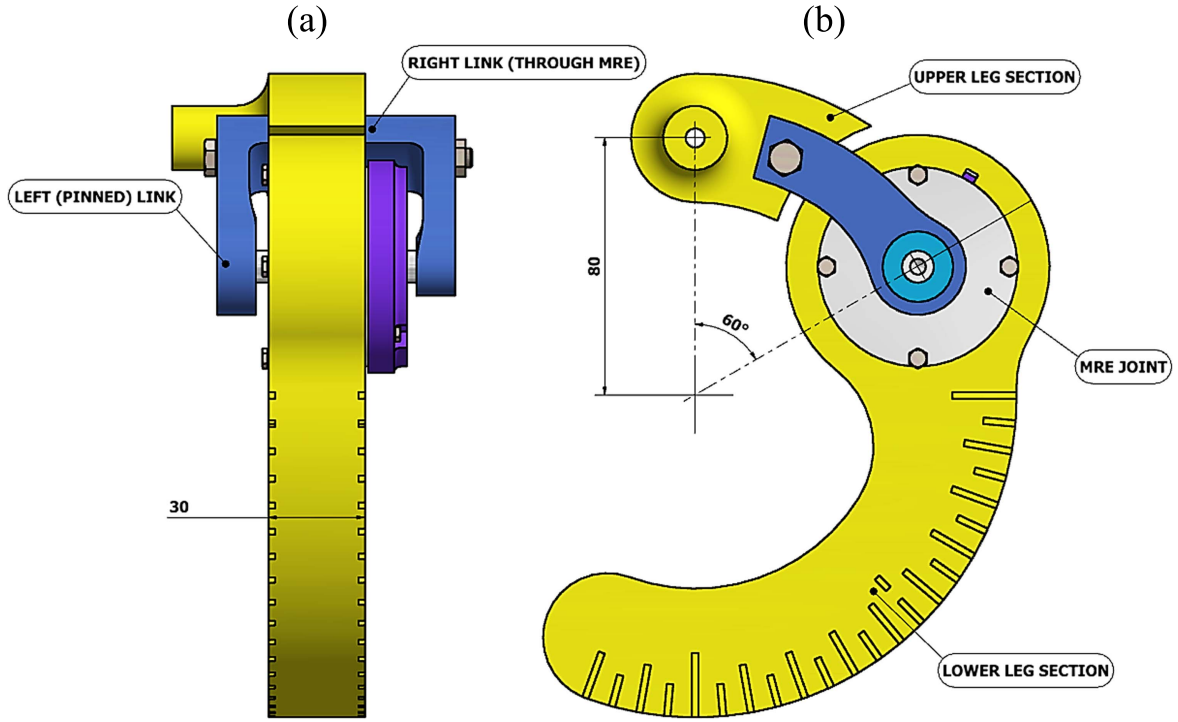 (a)
(b)
RIGHT LINK (THROUGH MRE)
UPPER LEG SECTION
LEFT (PINNED) LINK
80
60°
MRE JOINT
30
LOWER LEG SECTION